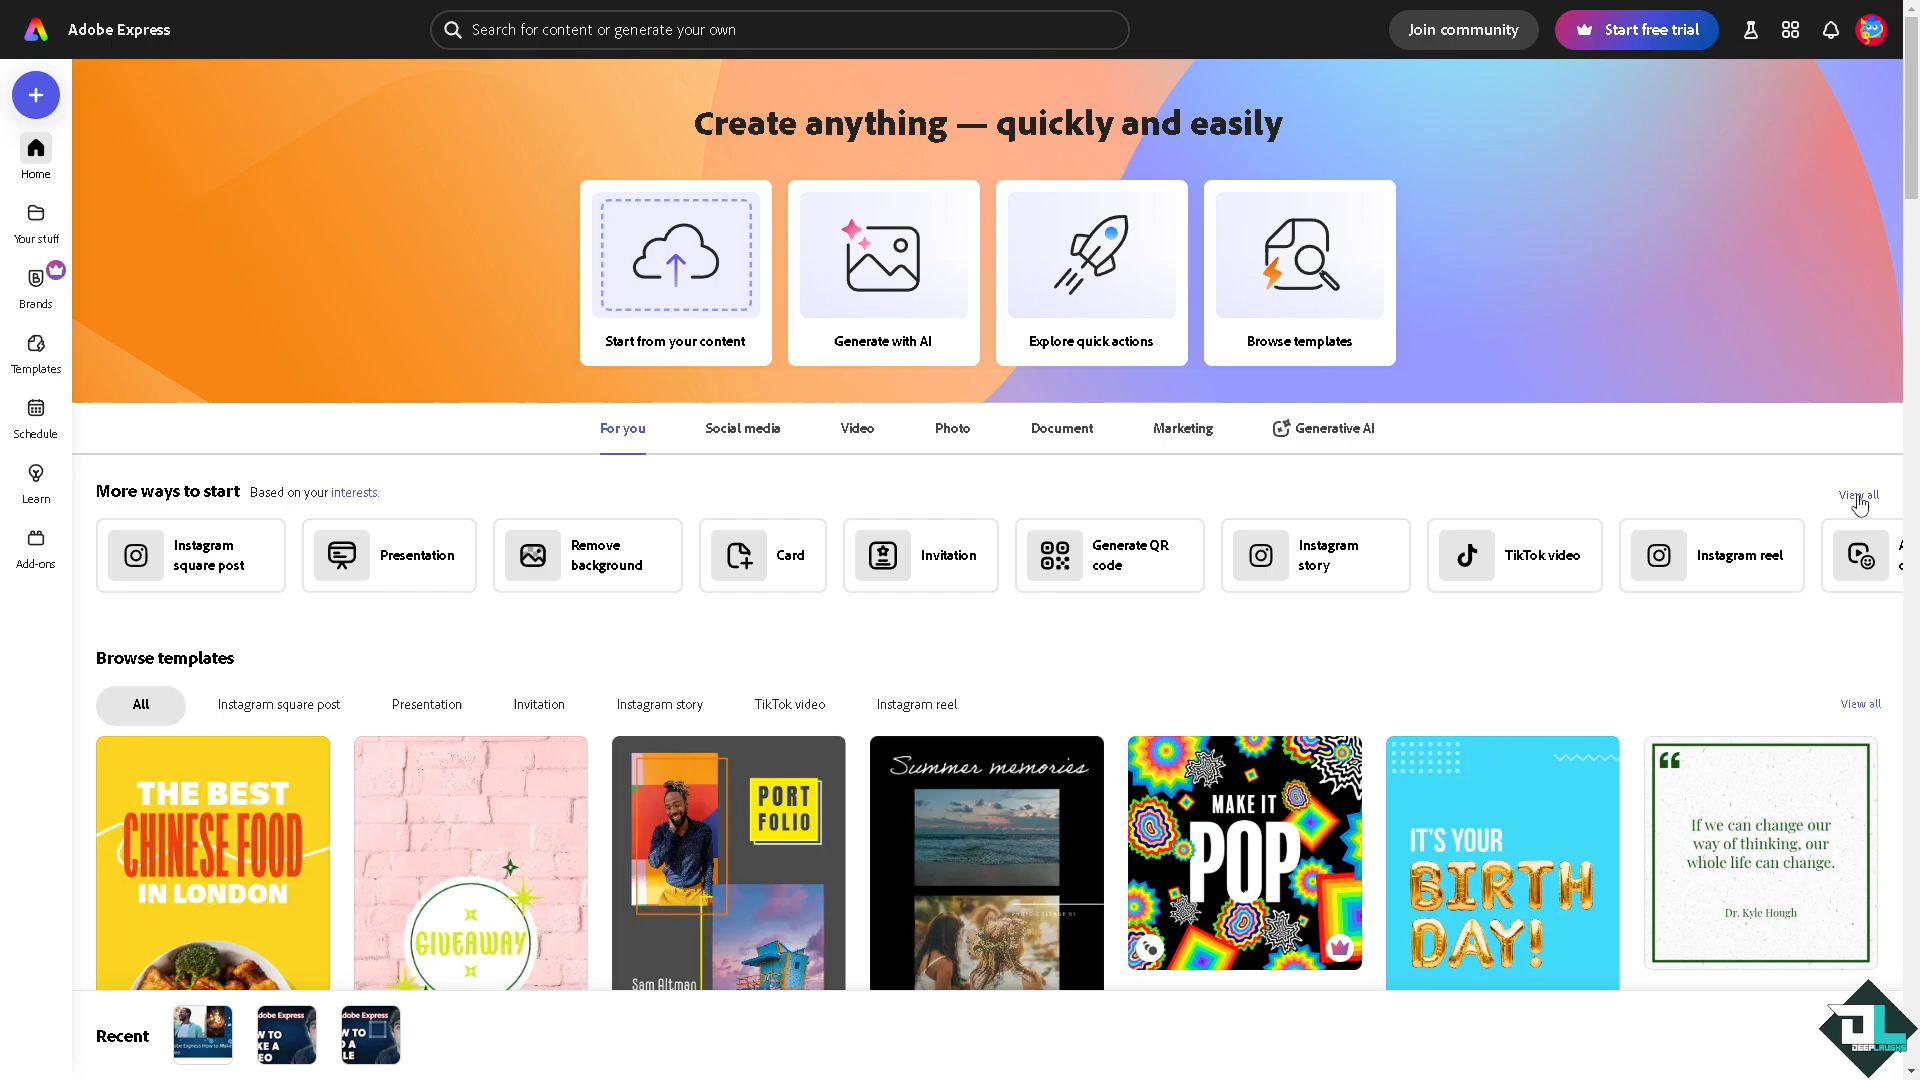 Adobe Express
Search for content or generate your own
Join community
Start free trial
Home
Your stuff
Brands
Templates
Schedule
Learn
Add-ons
Create anything — quickly and easily
Start from your content
Generate with AI
Explore quick actions
Browse templates
For you
Social media
Video
Photo
Document
Marketing
Generative AI
More ways to start
Based on your interests.
View all
Instagram
square post
Presentation
Remove
background
Card
Invitation
Generate QR
code
Instagram
story
TikTok video
Instagram reel
Browse templates
All
Instagram square post
Presentation
Invitation
Instagram story
TikTok video
Instagram reel
View all
THE BEST
CHINESE FOOD
IN LONDON
GIVEAWAY
PORT
FOLIO
Sam Altman
Summer memories
PHOTO COLLAGE 01
MAKE IT
POP
IT'S YOUR
BIRTH
DAY!
If we can change our
way of thinking, our
whole life can change.
Dr. Kyle Hough
Recent
DEEPLAUGHS